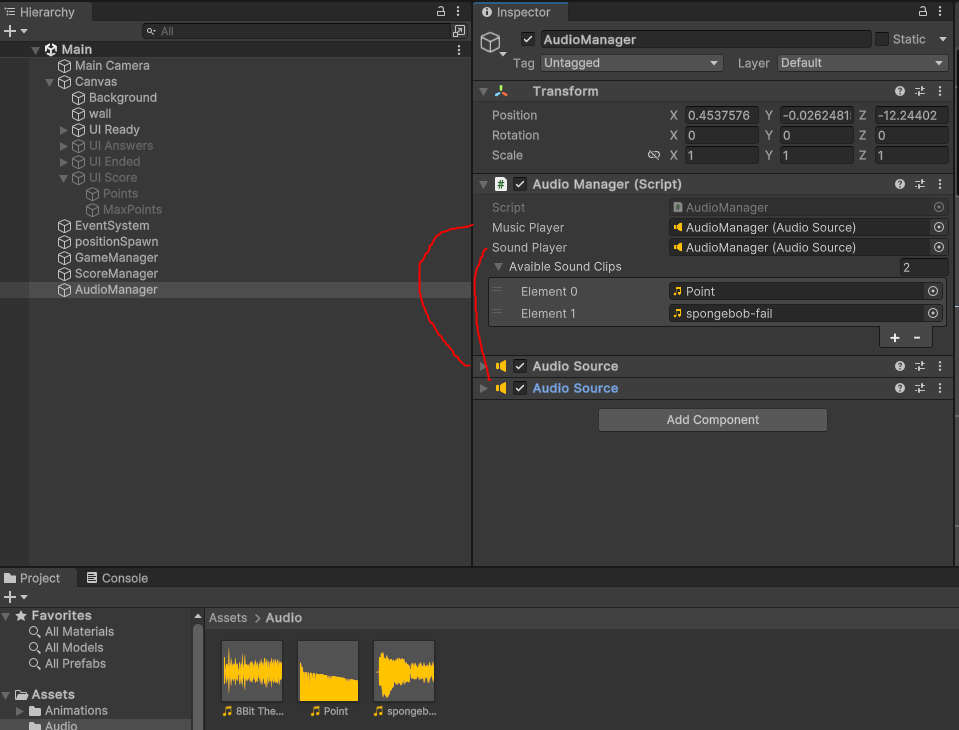 Hierarchy
All
Main
Main Camera
Canvas
Background
wall
UI Ready
UI Answers
UI Ended
UI Score
Points
MaxPoints
EventSystem
positionSpawn
GameManager
ScoreManager
AudioManager
Inspector
AudioManager Static
Tag Untagged Layer Default
Transform
Position X 0.4537576 Y -0.0262481 Z -12.24402
Rotation X 0 Y 0 Z 0
Scale X 1 Y 1 Z 1
# Audio Manager (Script)
Script AudioManager
Music Player AudioManager (Audio Source)
Sound Player AudioManager (Audio Source)
Avaible Sound Clips 2
Element 0 Point
Element 1 spongebob-fail
+ -
Audio Source
Audio Source
Add Component
Project Console
Favorites
All Materials
All Models
All Prefabs
Assets
Animations
Audio
Assets > Audio
8Bit The... Point spongeb...